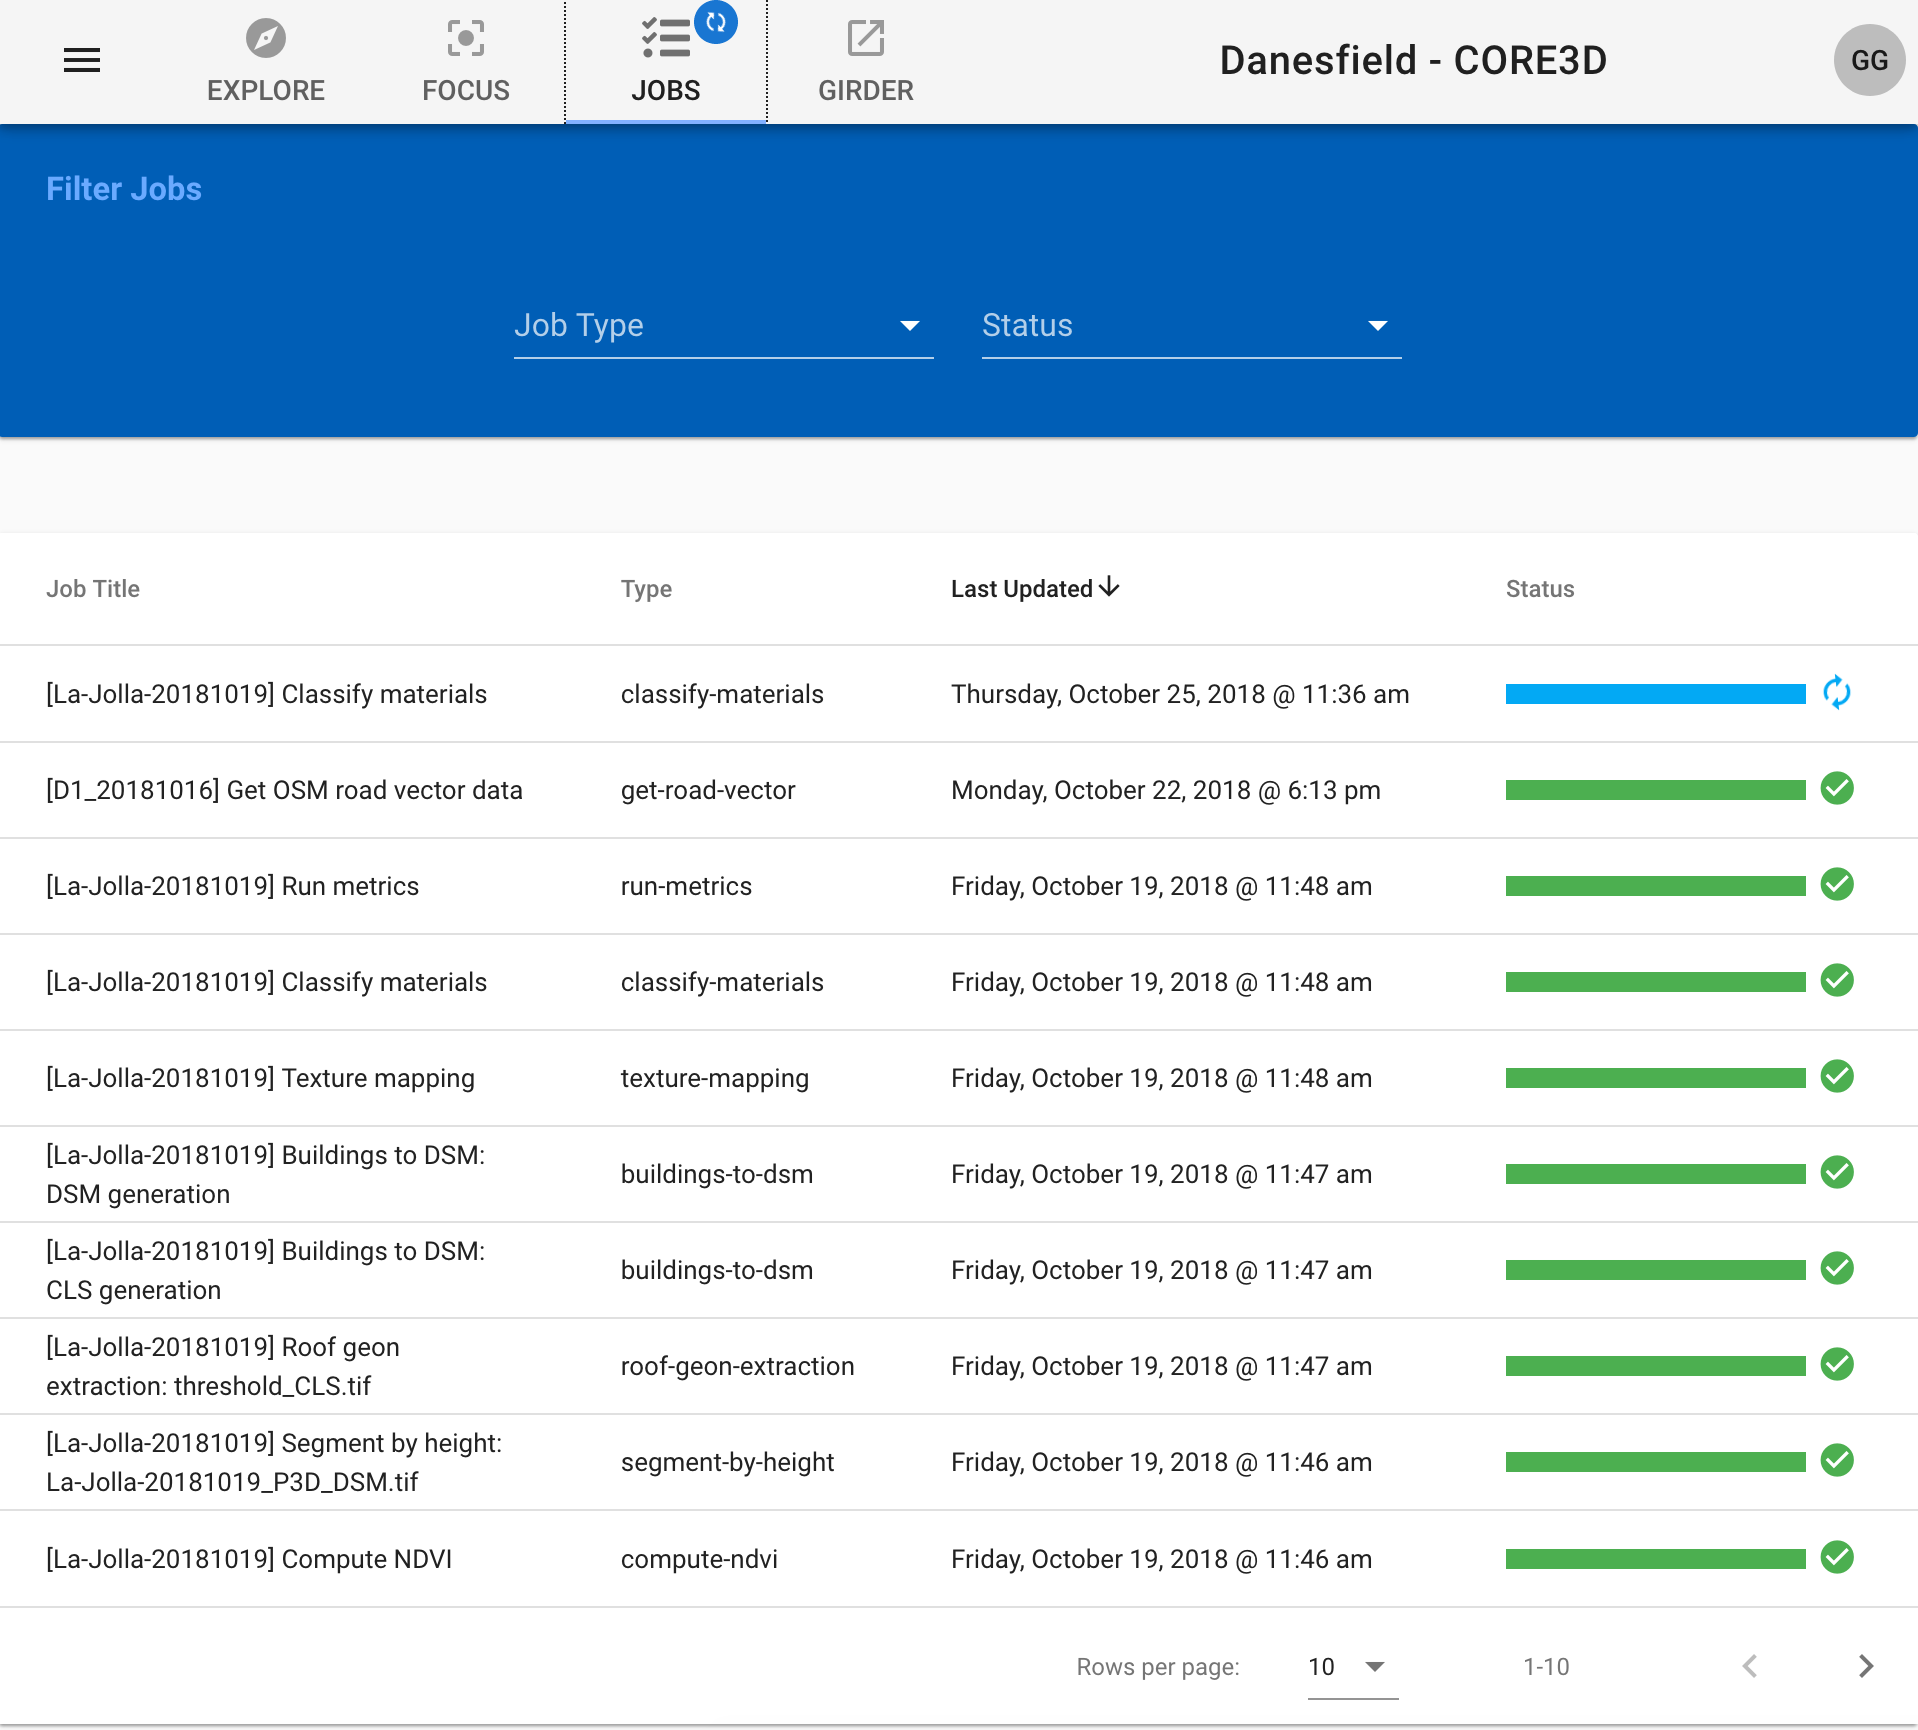 EXPLORE
FOCUS
JOBS
GIRDER
Danesfield - CORE3D
GG
Filter Jobs
Job Type
Status
Job Title
Type
Last Updated
Status
[La-Jolla-20181019] Classify materials
classify-materials
Thursday, October 25, 2018 @ 11:36 am
[D1_20181016] Get OSM road vector data
get-road-vector
Monday, October 22, 2018 @ 6:13 pm
[La-Jolla-20181019] Run metrics
run-metrics
Friday, October 19, 2018 @ 11:48 am
[La-Jolla-20181019] Classify materials
classify-materials
Friday, October 19, 2018 @ 11:48 am
[La-Jolla-20181019] Texture mapping
texture-mapping
Friday, October 19, 2018 @ 11:48 am
[La-Jolla-20181019] Buildings to DSM:
DSM generation
buildings-to-dsm
Friday, October 19, 2018 @ 11:47 am
[La-Jolla-20181019] Buildings to DSM:
CLS generation
buildings-to-dsm
Friday, October 19, 2018 @ 11:47 am
[La-Jolla-20181019] Roof geon
extraction: threshold_CLS.tif
roof-geon-extraction
Friday, October 19, 2018 @ 11:47 am
[La-Jolla-20181019] Segment by height:
La-Jolla-20181019_P3D_DSM.tif
segment-by-height
Friday, October 19, 2018 @ 11:46 am
[La-Jolla-20181019] Compute NDVI
compute-ndvi
Friday, October 19, 2018 @ 11:46 am
Rows per page:
10
1-10